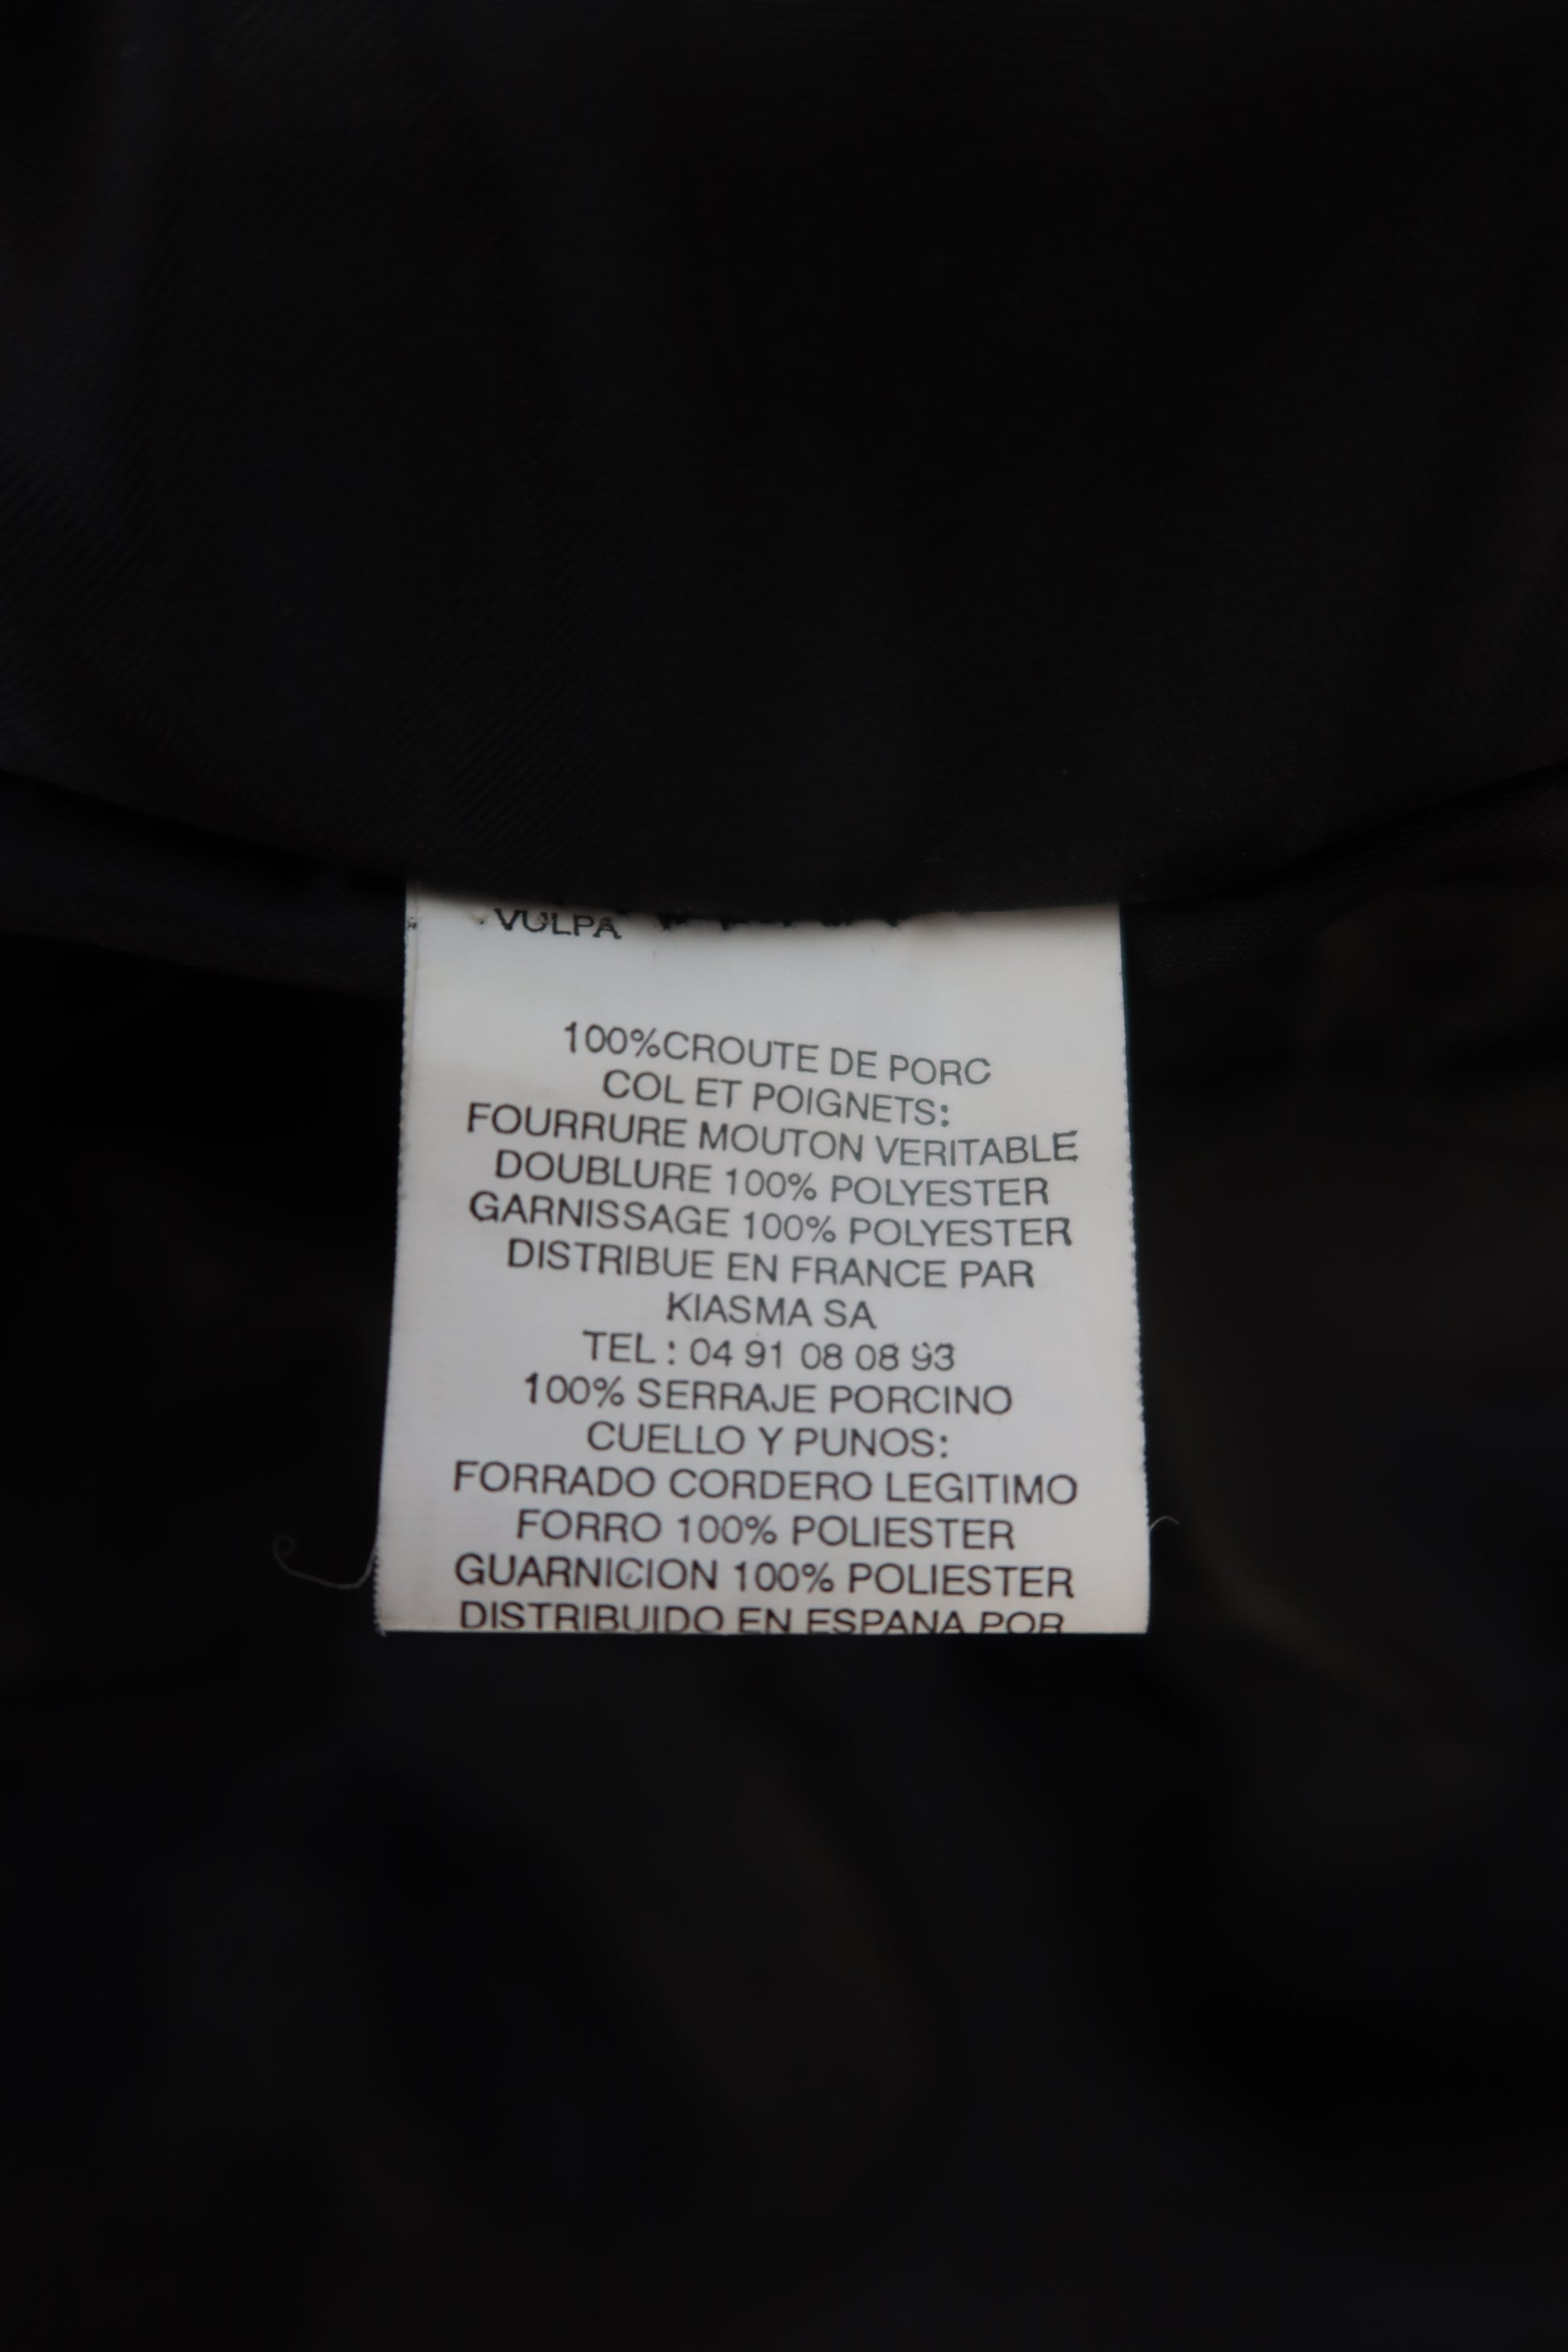 VULPA
100%CROUTE DE PORC
COL ET POIGNETS:
FOURRURE MOUTON VERITABLE
DOUBLURE 100% POLYESTER
GARNISSAGE 100% POLYESTER
DISTRIBUE EN FRANCE PAR
KIASMA SA
TEL : 04 91 08 08 93
100% SERRAJE PORCINO
CUELLO Y PUNOS:
FORRADO CORDERO LEGITIMO
FORRO 100% POLIESTER
GUARNICION 100% POLIESTER
DISTRIBUIDO EN ESPANA POR